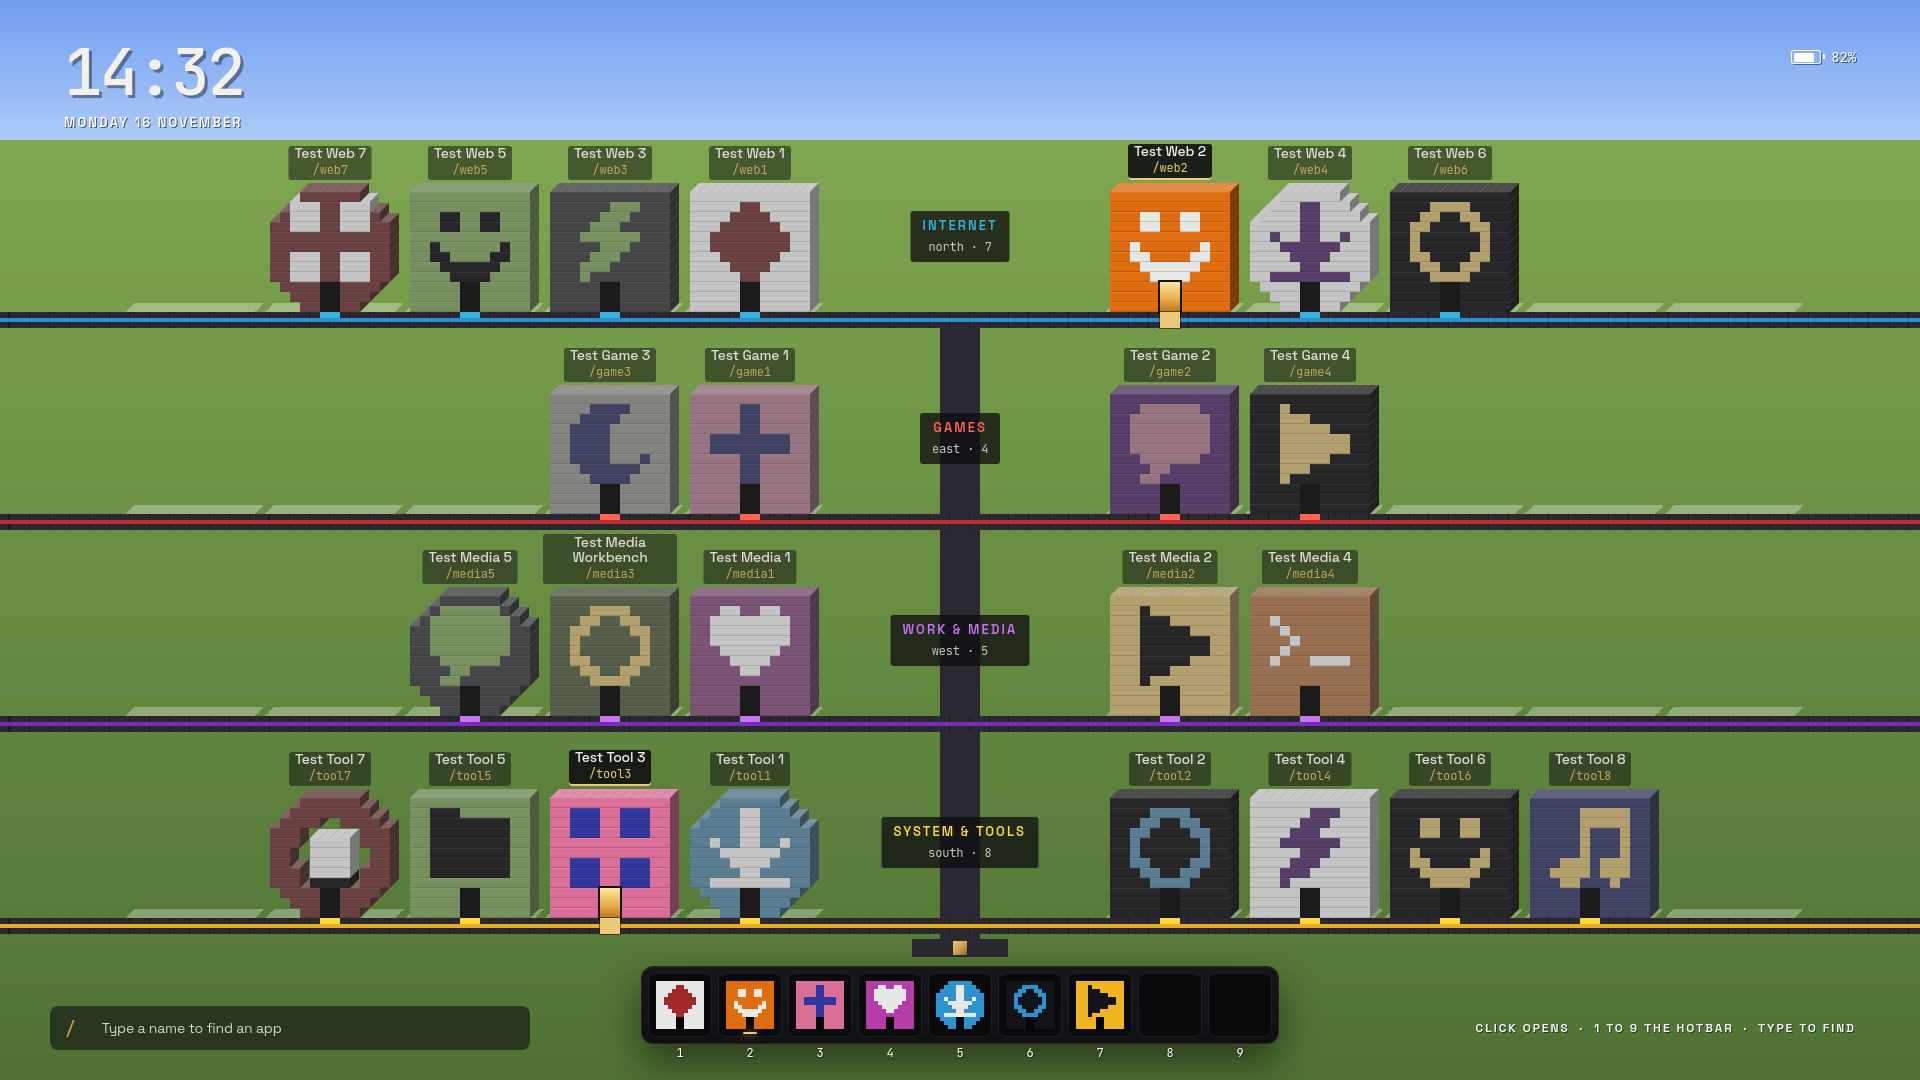 14:32
MONDAY 16 NOVEMBER
82%
Test Web 7
/web7
Test Web 5
/web5
Test Web 3
/web3
Test Web 1
/web1
INTERNET
north · 7
Test Web 2
/web2
Test Web 4
/web4
Test Web 6
/web6
Test Game 3
/game3
Test Game 1
/game1
GAMES
east · 4
Test Game 2
/game2
Test Game 4
/game4
Test Media 5
/media5
Test Media
Workbench
/media3
Test Media 1
/media1
WORK & MEDIA
west · 5
Test Media 2
/media2
Test Media 4
/media4
Test Tool 7
/tool7
Test Tool 5
/tool5
Test Tool 3
/tool3
Test Tool 1
/tool1
SYSTEM & TOOLS
south · 8
Test Tool 2
/tool2
Test Tool 4
/tool4
Test Tool 6
/tool6
Test Tool 8
/tool8
/ Type a name to find an app
1 2 3 4 5 6 7 8 9
CLICK OPENS · 1 TO 9 THE HOTBAR · TYPE TO FIND